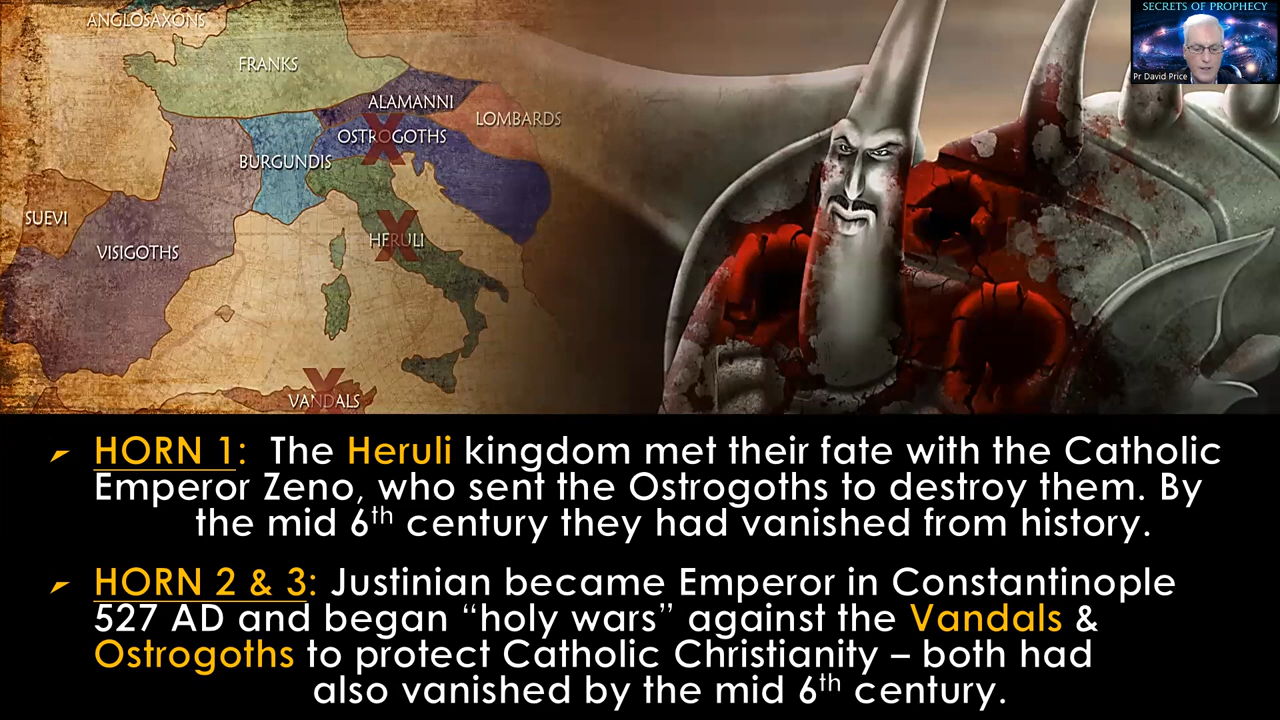 SECRETS OF PROPHECY
Pr David Price
ANGLOSAXONS
FRANKS
ALAMANNI
LOMBARDS
OSTROGOTHS
BURGUNDIS
SUEVI
VISIGOTHS
HERULI
VANDALS
HORN 1: The Heruli kingdom met their fate with the Catholic
Emperor Zeno, who sent the Ostrogoths to destroy them. By
the mid 6th century they had vanished from history.
HORN 2 & 3: Justinian became Emperor in Constantinople
527 AD and began “holy wars” against the Vandals &
Ostrogoths to protect Catholic Christianity – both had
also vanished by the mid 6th century.